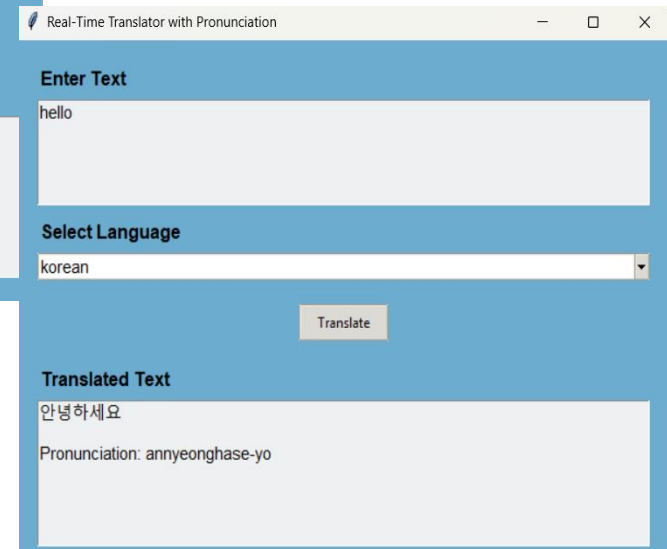 Real-Time Translator with Pronunciation
Enter Text
hello
Select Language
korean
Translate
Translated Text
안녕하세요
Pronunciation: annyeonghase-yo